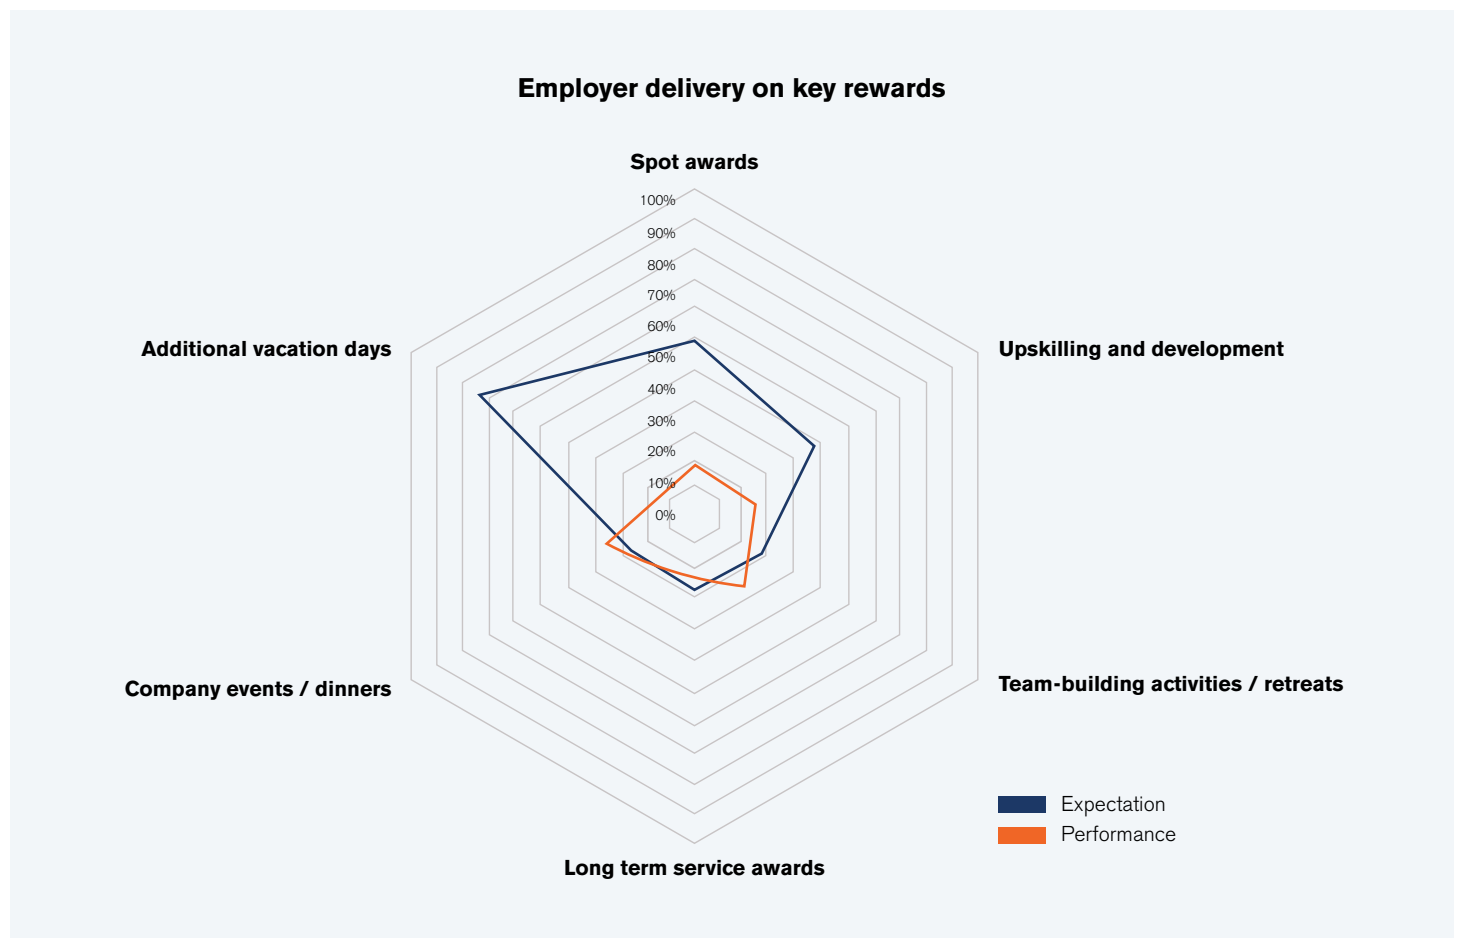 Employer delivery on key rewards
Spot awards
100%
90%
80%
70%
60%
50%
40%
30%
20%
10%
0%
Additional vacation days
Upskilling and development
Company events / dinners
Team-building activities / retreats
Long term service awards
Expectation
Performance